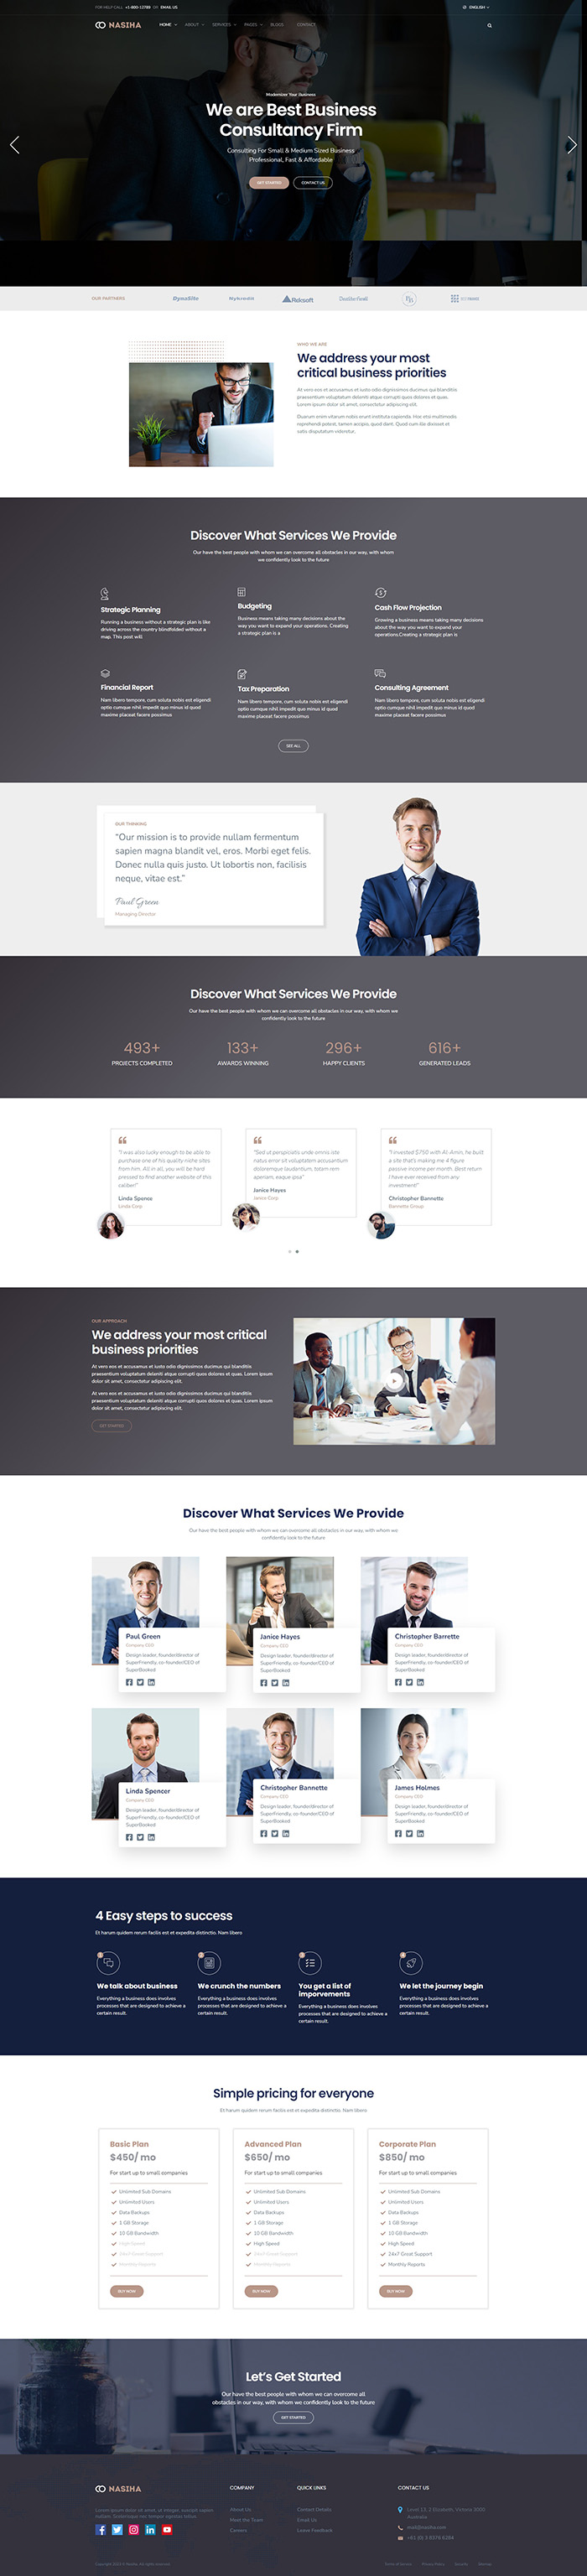 FOR HELP CALL +1-800-12789 OR EMAIL US
ENGLISH
NASIHA
HOME ABOUT SERVICES PAGES BLOGS CONTACT
Modernize Your Business
We are Best Business
Consultancy Firm
Consulting For Small & Medium Sized Business
Professional, Fast & Affordable
GET STARTED
CONTACT US
OUR PARTNERS
Reksoft
WHO WE ARE
We address your most
critical business priorities
At vero eos et accusamus et iusto odio dignissimos ducimus qui blanditiis
praesentium voluptatum deleniti atque corrupti quos dolores et quas.
Lorem ipsum dolor sit amet, consectetur adipiscing elit.
Duarum enim vitarum nobis erunt instituta capienda. Hoc etsi multimodis
reprehendi potest, tamen accipio, quod dant. Quod cum ille dixisset et
satis disputatum videretur.
Discover What Services We Provide
Our have the best people with whom we can overcome all obstacles in our way, with whom
we confidently look to the future
Strategic Planning
Running a business without a strategic plan is like
driving across the country blindfolded without a
map. This post will
Budgeting
Business means taking many decisions about the
way you want to expand your operations. Creating
a strategic plan is a
Cash Flow Projection
Growing a business means taking many decisions
about the way you want to expand your
operations.Creating a strategic plan is
Financial Report
Nam libero tempore, cum soluta nobis est eligendi
optio cumque nihil impedit quo minus id quod
maxime placeat facere possimus
Tax Preparation
Nam libero tempore, cum soluta nobis est eligendi
optio cumque nihil impedit quo minus id quod
maxime placeat facere possimus
Consulting Agreement
Nam libero tempore, cum soluta nobis est eligendi
optio cumque nihil impedit quo minus id quod
maxime placeat facere possimus
SEE ALL
OUR THINKING
“Our mission is to provide nullam fermentum
sapien magna blandit vel, eros. Morbi eget felis.
Donec nulla quis justo. Ut lobortis non, facilisis
neque, vitae est.”
Paul Green
Managing Director
Discover What Services We Provide
Our have the best people with whom we can overcome all obstacles in our way, with whom we
confidently look to the future
493+
PROJECTS COMPLETED
133+
AWARDS WINNING
296+
HAPPY CLIENTS
616+
GENERATED LEADS
"I was also lucky enough to be able to
purchase one of his quality niche sites
from him. All in all, you will be hard
pressed to find another website of this
caliber!"
Linda Spence
Linda Corp
"Sed ut perspiciatis unde omnis iste
natus error sit voluptatem accusantium
doloremque laudantium, totam rem
aperiam, eaque ipsa"
Janice Hayes
Janice Corp
"I invested $750 with Al-Amin, he built
a site that's making me 4 figure
passive income per month. Best return
I have ever received from any
investment!"
Christopher Bannette
Bannette Group
OUR APPROACH
We address your most critical
business priorities
At vero eos et accusamus et iusto odio dignissimos ducimus qui blanditiis
praesentium voluptatum deleniti atque corrupti quos dolores et quas. Lorem ipsum
dolor sit amet, consectetur adipiscing elit.
At vero eos et accusamus et iusto odio dignissimos ducimus qui blanditiis
praesentium voluptatum deleniti atque corrupti quos dolores et quas. Lorem ipsum
dolor sit amet, consectetur adipiscing elit.
GET STARTED
Discover What Services We Provide
Our have the best people with whom we can overcome all obstacles in our way, with whom we
confidently look to the future
Paul Green
Company CEO
Design leader, founder/director of
SuperFriendly, co-founder/CEO of
SuperBooked
Janice Hayes
Company CEO
Design leader, founder/director of
SuperFriendly, co-founder/CEO of
SuperBooked
Christopher Barrette
Company CEO
Design leader, founder/director of
SuperFriendly, co-founder/CEO of
SuperBooked
Linda Spencer
Company CEO
Design leader, founder/director of
SuperFriendly, co-founder/CEO of
SuperBooked
Christopher Bannette
Company CEO
Design leader, founder/director of
SuperFriendly, co-founder/CEO of
SuperBooked
James Holmes
Company CEO
Design leader, founder/director of
SuperFriendly, co-founder/CEO of
SuperBooked
4 Easy steps to success
Et harum quidem rerum facilis est et expedita distinctio. Nam libero
1
We talk about business
Everything a business does involves
processes that are designed to achieve a
certain result.
2
We crunch the numbers
Everything a business does involves
processes that are designed to achieve a
certain result.
3
You get a list of
imporvements
Everything a business does involves
processes that are designed to achieve a
certain result.
4
We let the journey begin
Everything a business does involves
processes that are designed to achieve a
certain result.
Simple pricing for everyone
Et harum quidem rerum facilis est et expedita distinctio. Nam libero
Basic Plan
$450/ mo
For start up to small companies
Unlimited Sub Domains
Unlimited Users
Data Backups
1 GB Storage
10 GB Bandwidth
High Speed
24×7 Great Support
Monthly Reports
BUY NOW
Advanced Plan
$650/ mo
For start up to small companies
Unlimited Sub Domains
Unlimited Users
Data Backups
1 GB Storage
10 GB Bandwidth
High Speed
24×7 Great Support
Monthly Reports
BUY NOW
Corporate Plan
$850/ mo
For start up to small companies
Unlimited Sub Domains
Unlimited Users
Data Backups
1 GB Storage
10 GB Bandwidth
High Speed
24×7 Great Support
Monthly Reports
BUY NOW
Let’s Get Started
Our have the best people with whom we can overcome all
obstacles in our way, with whom we confidently look to the future
GET STARTED
NASIHA
COMPANY
About Us
Meet the Team
Careers
QUICK LINKS
Contact Details
Email Us
Leave Feedback
CONTACT US
Level 13, 2 Elizabeth, Victoria 3000
Australia
mail@nasiha.com
+61 (0) 3 8376 6284
Terms of Service Privacy Policy Security Sitemap